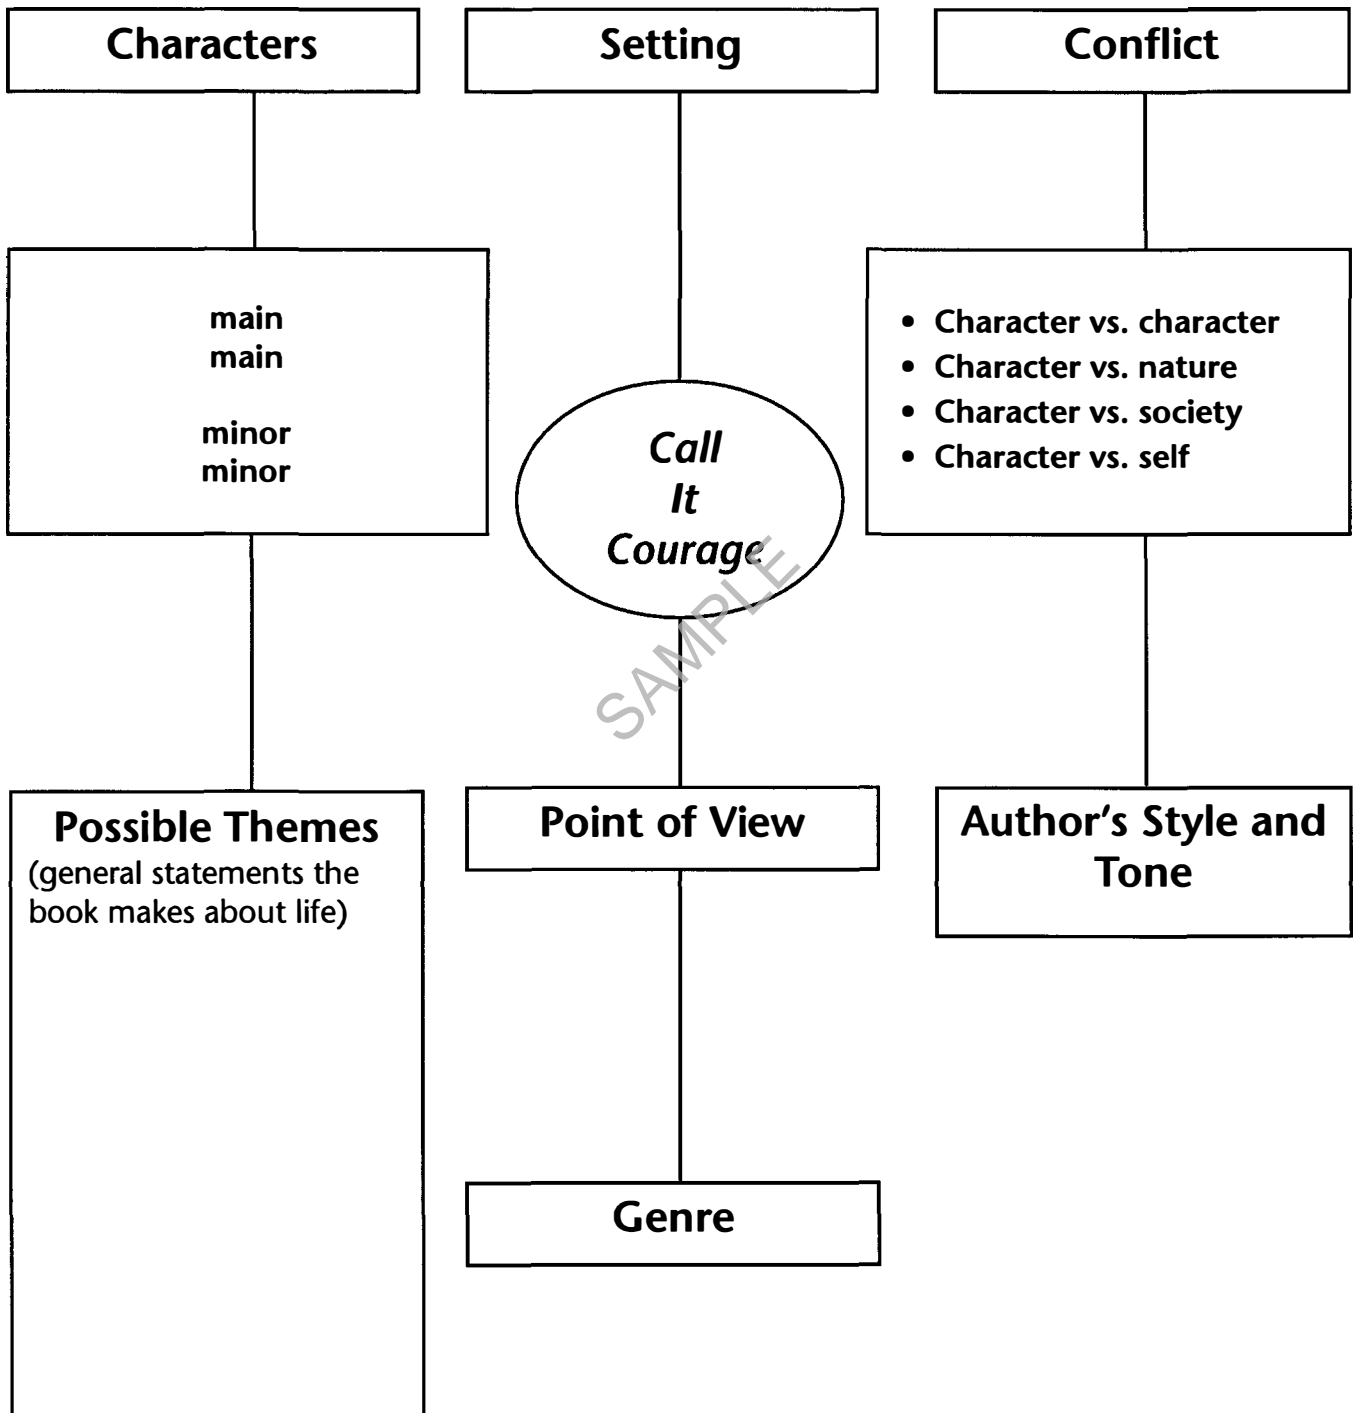 Characters
Setting
Conflict
main
main
minor
minor
• Character vs. character
• Character vs. nature
• Character vs. society
• Character vs. self
Call
It
Courage
SAMPLE
Possible Themes
(general statements the
book makes about life)
Point of View
Author's Style and
Tone
Genre